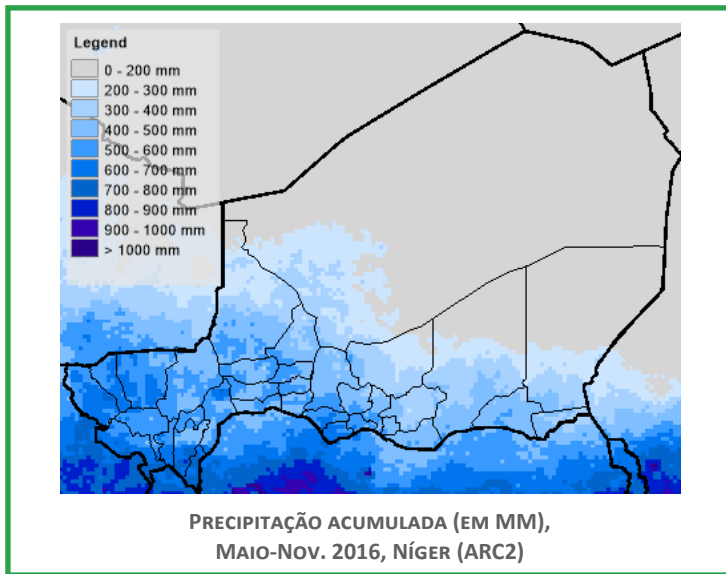 Legend
0 - 200 mm
200 - 300 mm
300 - 400 mm
400 - 500 mm
500 - 600 mm
600 - 700 mm
700 - 800 mm
800 - 900 mm
900 - 1000 mm
> 1000 mm
PRECIPITAÇÃO ACUMULADA (EM MM),
MAIO-NOV. 2016, NÍGER (ARC2)